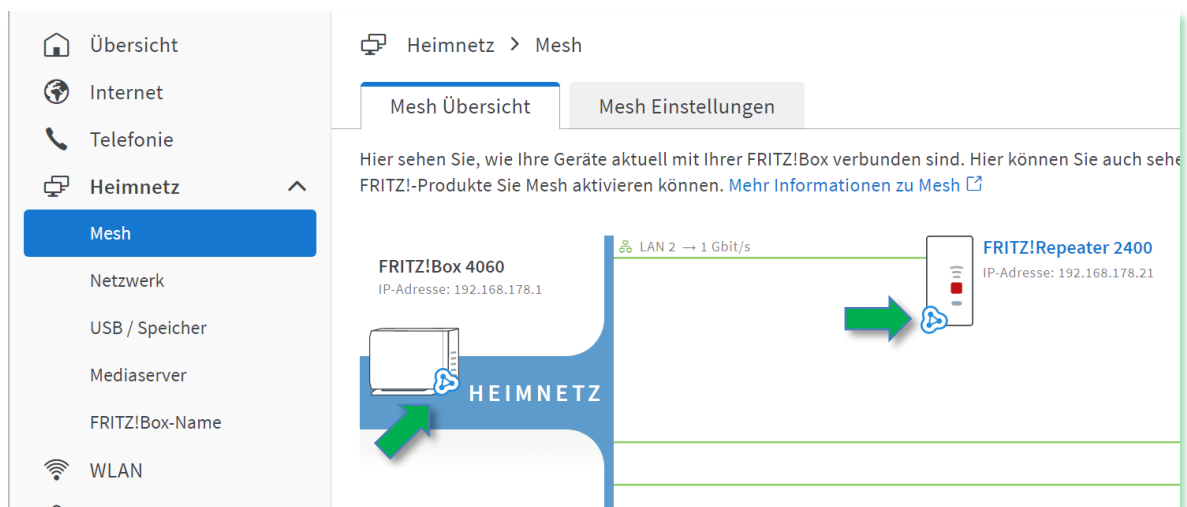 Übersicht
Internet
Telefonie
Heimnetz
Mesh
Netzwerk
USB / Speicher
Mediaserver
FRITZ!Box-Name
WLAN
Heimnetz > Mesh
Mesh Übersicht
Mesh Einstellungen
Hier sehen Sie, wie Ihre Geräte aktuell mit Ihrer FRITZ!Box verbunden sind. Hier können Sie auch sehe
FRITZ!-Produkte Sie Mesh aktivieren können. Mehr Informationen zu Mesh
FRITZ!Box 4060
IP-Adresse: 192.168.178.1
HEIMNETZ
LAN 2 → 1 Gbit/s
FRITZ!Repeater 2400
IP-Adresse: 192.168.178.21